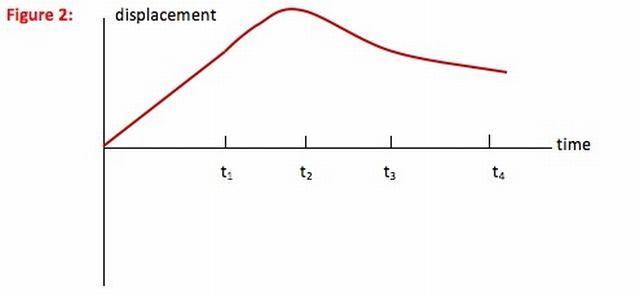 Figure 2:
displacement
time
t₁ t₂ t₃ t₄